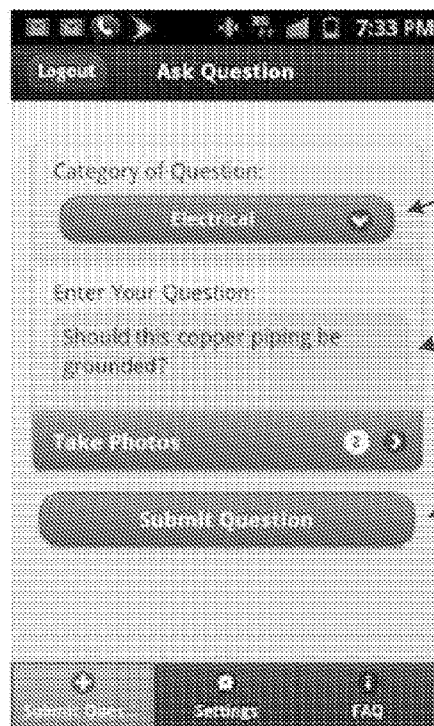 7:33 PM
Logout Ask Question
Category of Question:
Electrical
Enter Your Question:
Should this copper piping be
grounded?
Take Photos
Submit Question
Settings FAQ